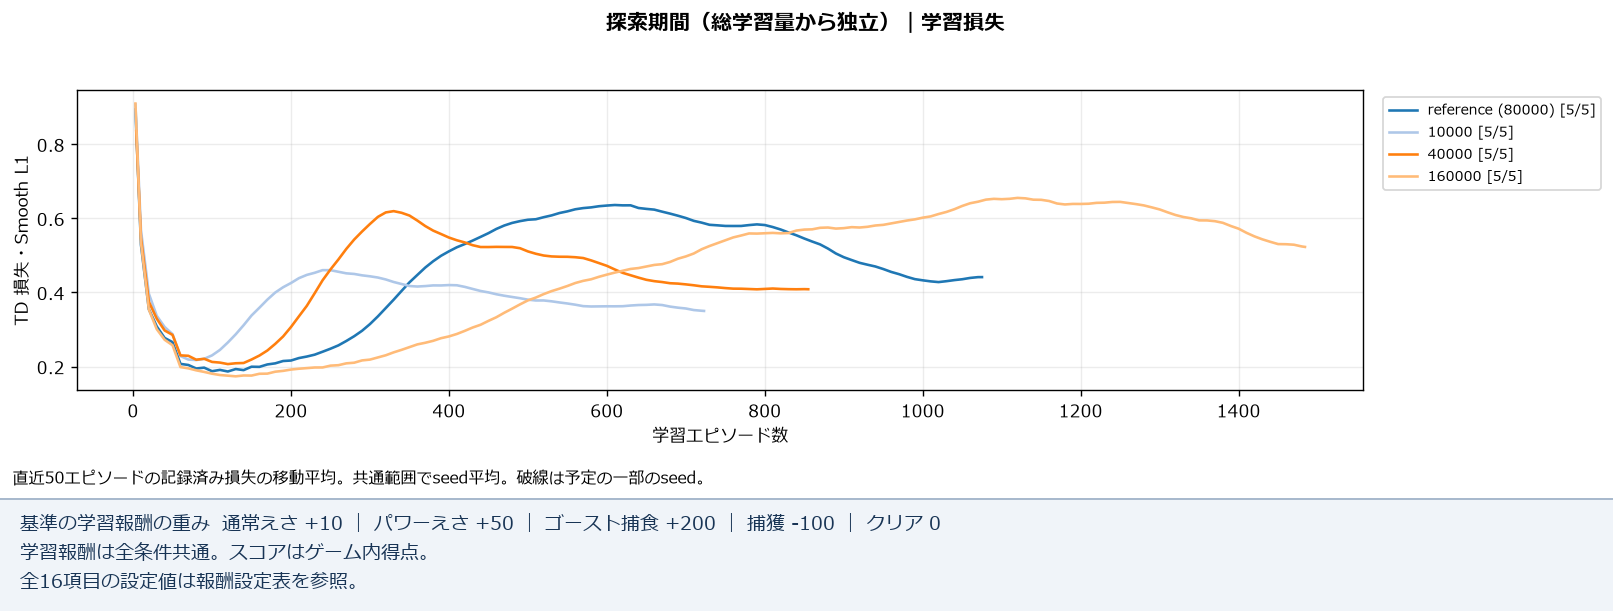 探索期間（総学習量から独立）｜学習損失
TD 損失・Smooth L1
0.8
0.6
0.4
0.2
0
200
400
600
800
1000
1200
1400
学習エピソード数
reference (80000) [5/5]
10000 [5/5]
40000 [5/5]
160000 [5/5]
直近50エピソードの記録済み損失の移動平均。共通範囲でseed平均。破線は予定の一部のseed。
基準の学習報酬の重み 通常えさ +10 ｜ パワーえさ +50 ｜ ゴースト捕食 +200 ｜ 捕獲 -100 ｜ クリア 0
学習報酬は全条件共通。スコアはゲーム内得点。
全16項目の設定値は報酬設定表を参照。